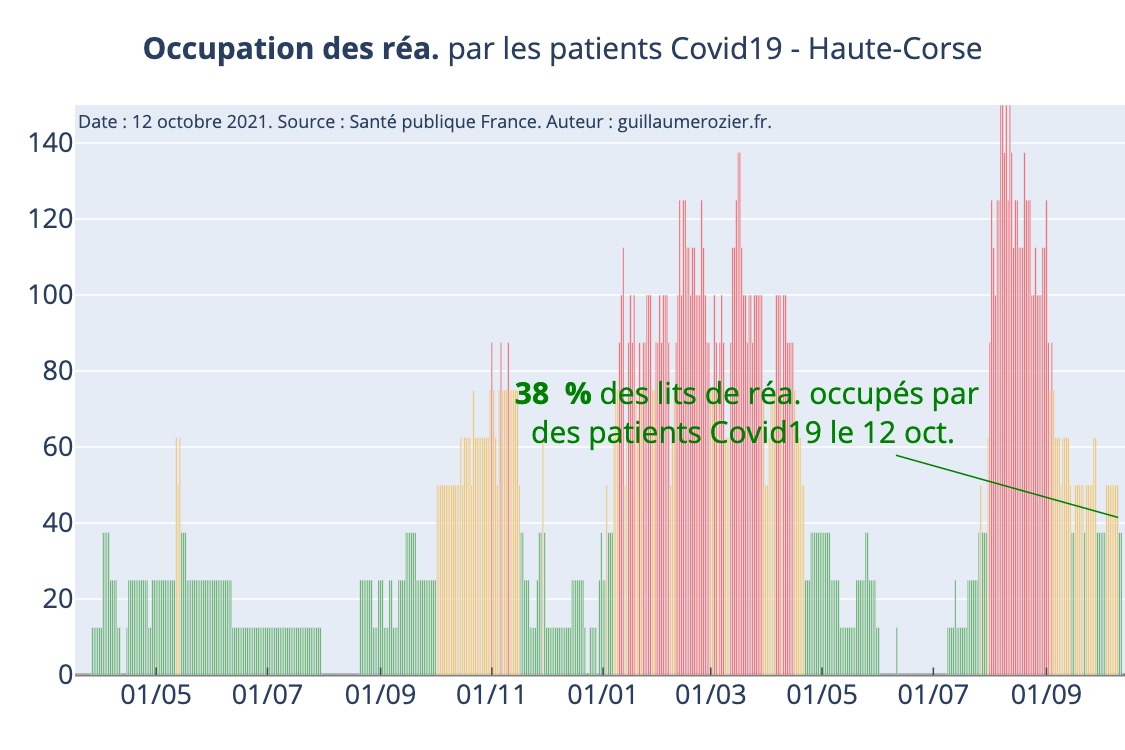 Occupation des réa. par les patients Covid19 - Haute-Corse
Date : 12 octobre 2021. Source : Santé publique France. Auteur : guillaumerozier.fr.
140
120
100
80
38 % des lits de réa. occupés par
des patients Covid19 le 12 oct.
60
40
20
0
01/05 01/07 01/09 01/11 01/01 01/03 01/05 01/07 01/09